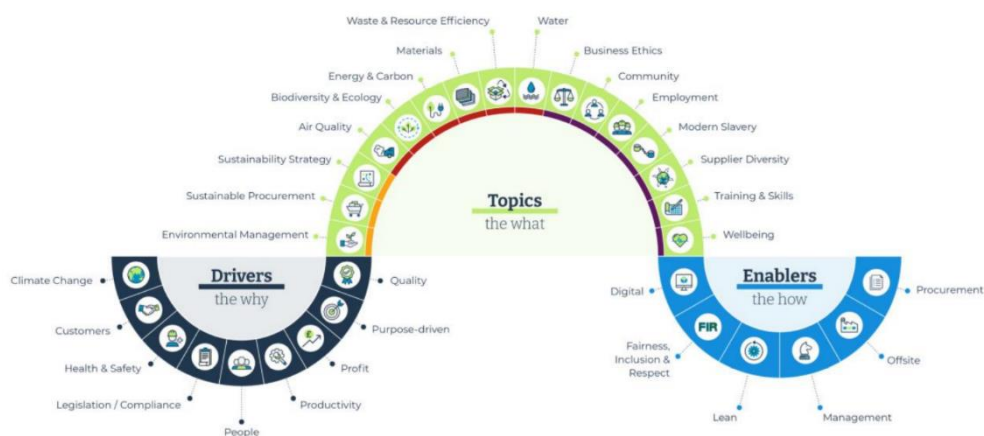 Waste & Resource Efficiency
Water
Materials
Business Ethics
Energy & Carbon
Community
Biodiversity & Ecology
Employment
Air Quality
Modern Slavery
Sustainability Strategy
Supplier Diversity
Sustainable Procurement
Training & Skills
Environmental Management
Wellbeing
Topics
the what
Drivers
the why
Climate Change
Customers
Health & Safety
Legislation / Compliance
People
Productivity
Profit
Purpose-driven
Quality
Enablers
the how
Digital
FIR
Fairness,
Inclusion &
Respect
Lean
Management
Offsite
Procurement